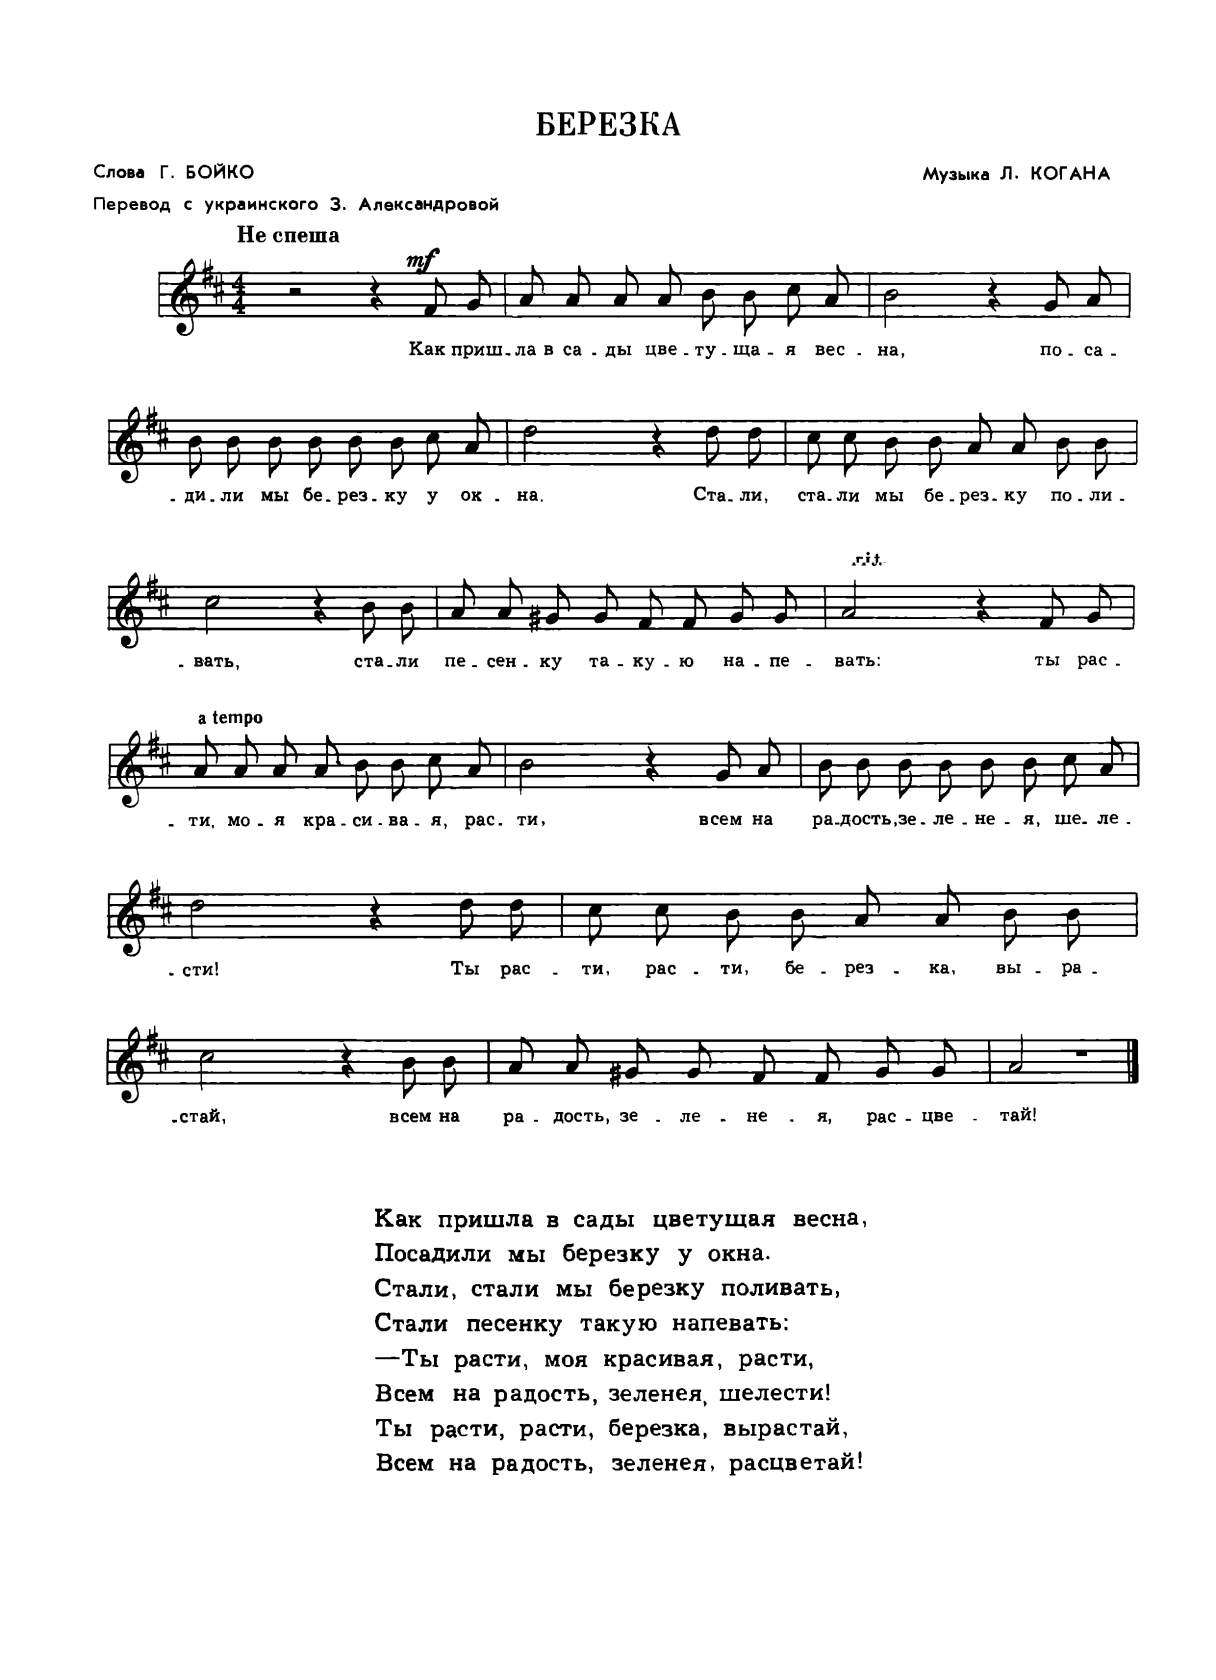 БЕРЕЗКА
Слова Г. БОЙКО
Музыка Л. КОГАНА
Перевод с украинского З. Александровой
Не спеша
mf
4
4
Как приш-ла в са-ды цве-ту-ща-я вес-на, по-са-
-ди-ли мы бе-рез-ку у ок-на. Ста-ли, ста-ли мы бе-рез-ку по-ли-
rit.
-вать, ста-ли пе-сен-ку та-ку-ю на-пе-вать: ты рас-
a tempo
-ти, мо-я кра-си-ва-я, рас-ти, всем на ра-дость, зе-ле-не-я, ше-ле-
-сти! Ты рас-ти, рас-ти, бе-рез-ка, вы-ра-
-стай, всем на ра-дость, зе-ле-не-я, рас-цве-тай!
Как пришла в сады цветущая весна,
Посадили мы березку у окна.
Стали, стали мы березку поливать,
Стали песенку такую напевать:
—Ты расти, моя красивая, расти,
Всем на радость, зеленея, шелести!
Ты расти, расти, березка, вырастай,
Всем на радость, зеленея, расцветай!